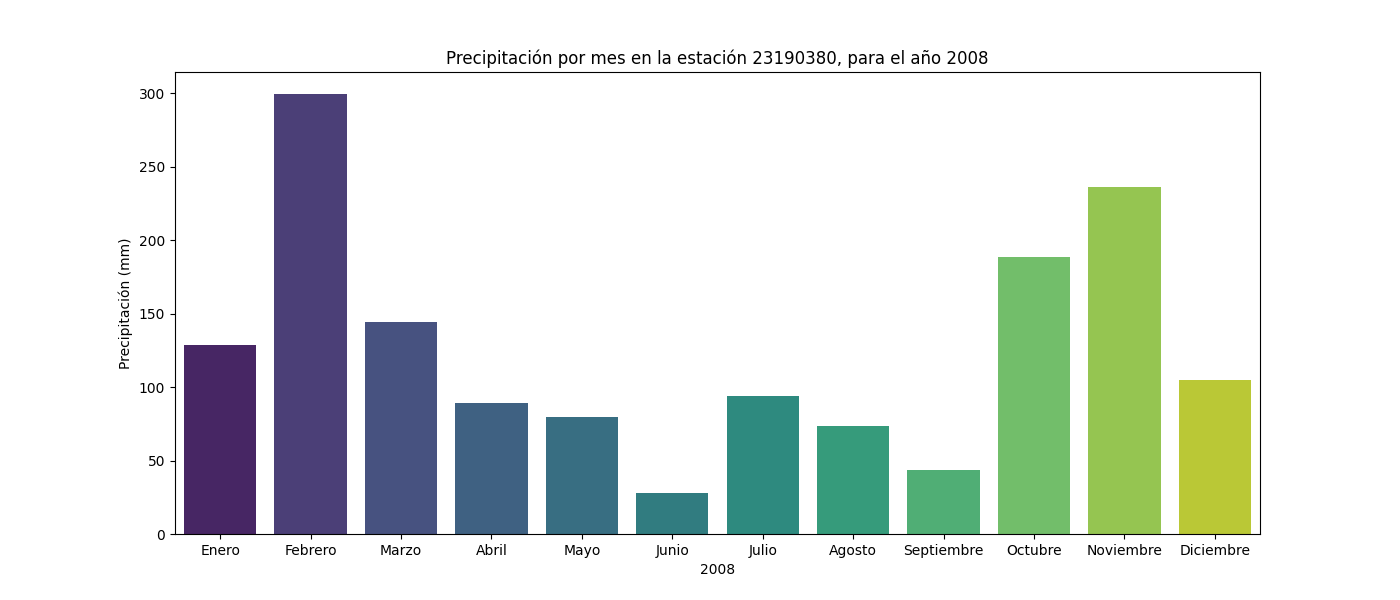 Precipitación por mes en la estación 23190380, para el año 2008
Precipitación (mm)
300
250
200
150
100
50
0
Enero Febrero Marzo Abril Mayo Junio Julio Agosto Septiembre Octubre Noviembre Diciembre
2008